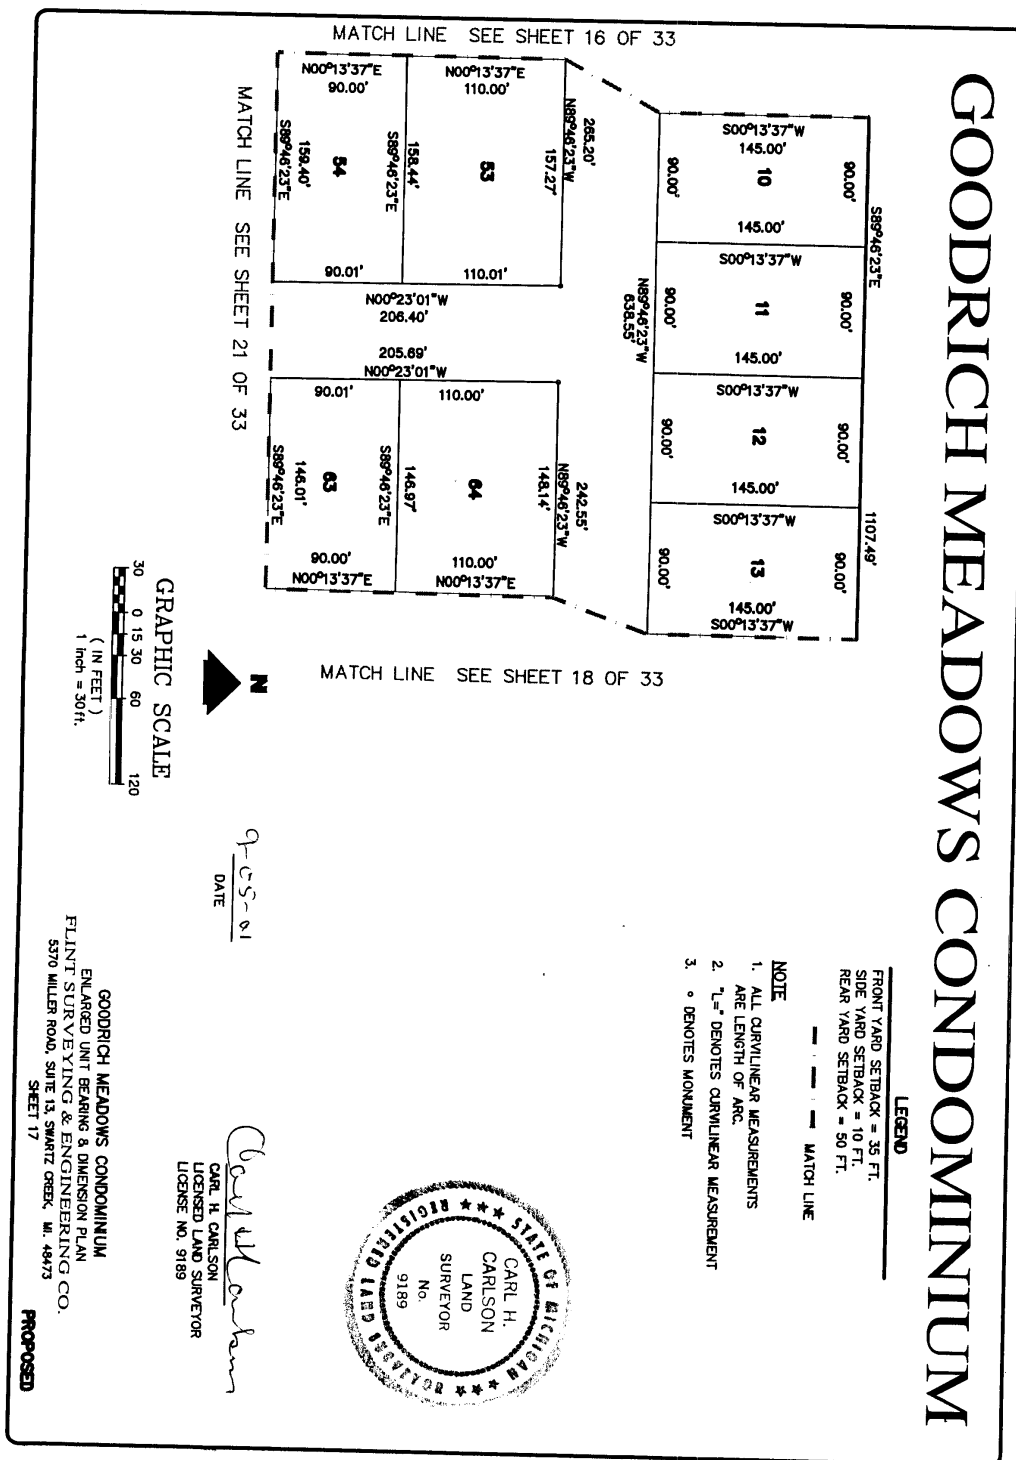 GOODRICH MEADOWS CONDOMINIUM
MATCH LINE SEE SHEET 16 OF 33
S89°46'23"E
1107.49'
90.00'
S00°13'37"W
145.00'
10
145.00'
90.00'
90.00'
S00°13'37"W
11
145.00'
90.00'
90.00'
S00°13'37"W
12
145.00'
90.00'
90.00'
S00°13'37"W
13
145.00'
S00°13'37"W
90.00'
N89°46'23"W
638.55'
265.20'
N89°46'23"W
157.27'
N00°13'37"E
110.00'
53
110.01'
158.44'
S89°46'23"E
N00°13'37"E
90.00'
54
90.01'
159.40'
S89°46'23"E
N00°23'01"W
206.40'
205.69'
N00°23'01"W
242.55'
N89°46'23"W
148.14'
110.00'
64
110.00'
N00°13'37"E
146.97'
S89°46'23"E
90.01'
63
90.00'
N00°13'37"E
146.01'
S89°46'23"E
MATCH LINE SEE SHEET 21 OF 33
MATCH LINE SEE SHEET 18 OF 33
N
GRAPHIC SCALE
30 0 15 30 60 120
( IN FEET )
1 inch = 30 ft.
LEGEND
FRONT YARD SETBACK = 35 FT.
SIDE YARD SETBACK = 10 FT.
REAR YARD SETBACK = 50 FT.
MATCH LINE
NOTE
1. ALL CURVILINEAR MEASUREMENTS
ARE LENGTH OF ARC.
2. "L=" DENOTES CURVILINEAR MEASUREMENT
3. ° DENOTES MONUMENT
9-05-01
DATE
STATE OF MICHIGAN
REGISTERED LAND SURVEYOR
CARL H.
CARLSON
LAND
SURVEYOR
No.
9189
Carl H Carlson
CARL H. CARLSON
LICENSED LAND SURVEYOR
LICENSE NO. 9189
GOODRICH MEADOWS CONDOMINIUM
ENLARGED UNIT BEARING & DIMENSION PLAN
FLINT SURVEYING & ENGINEERING CO.
5370 MILLER ROAD, SUITE 13, SWARTZ CREEK, MI. 48473
SHEET 17
PROPOSED